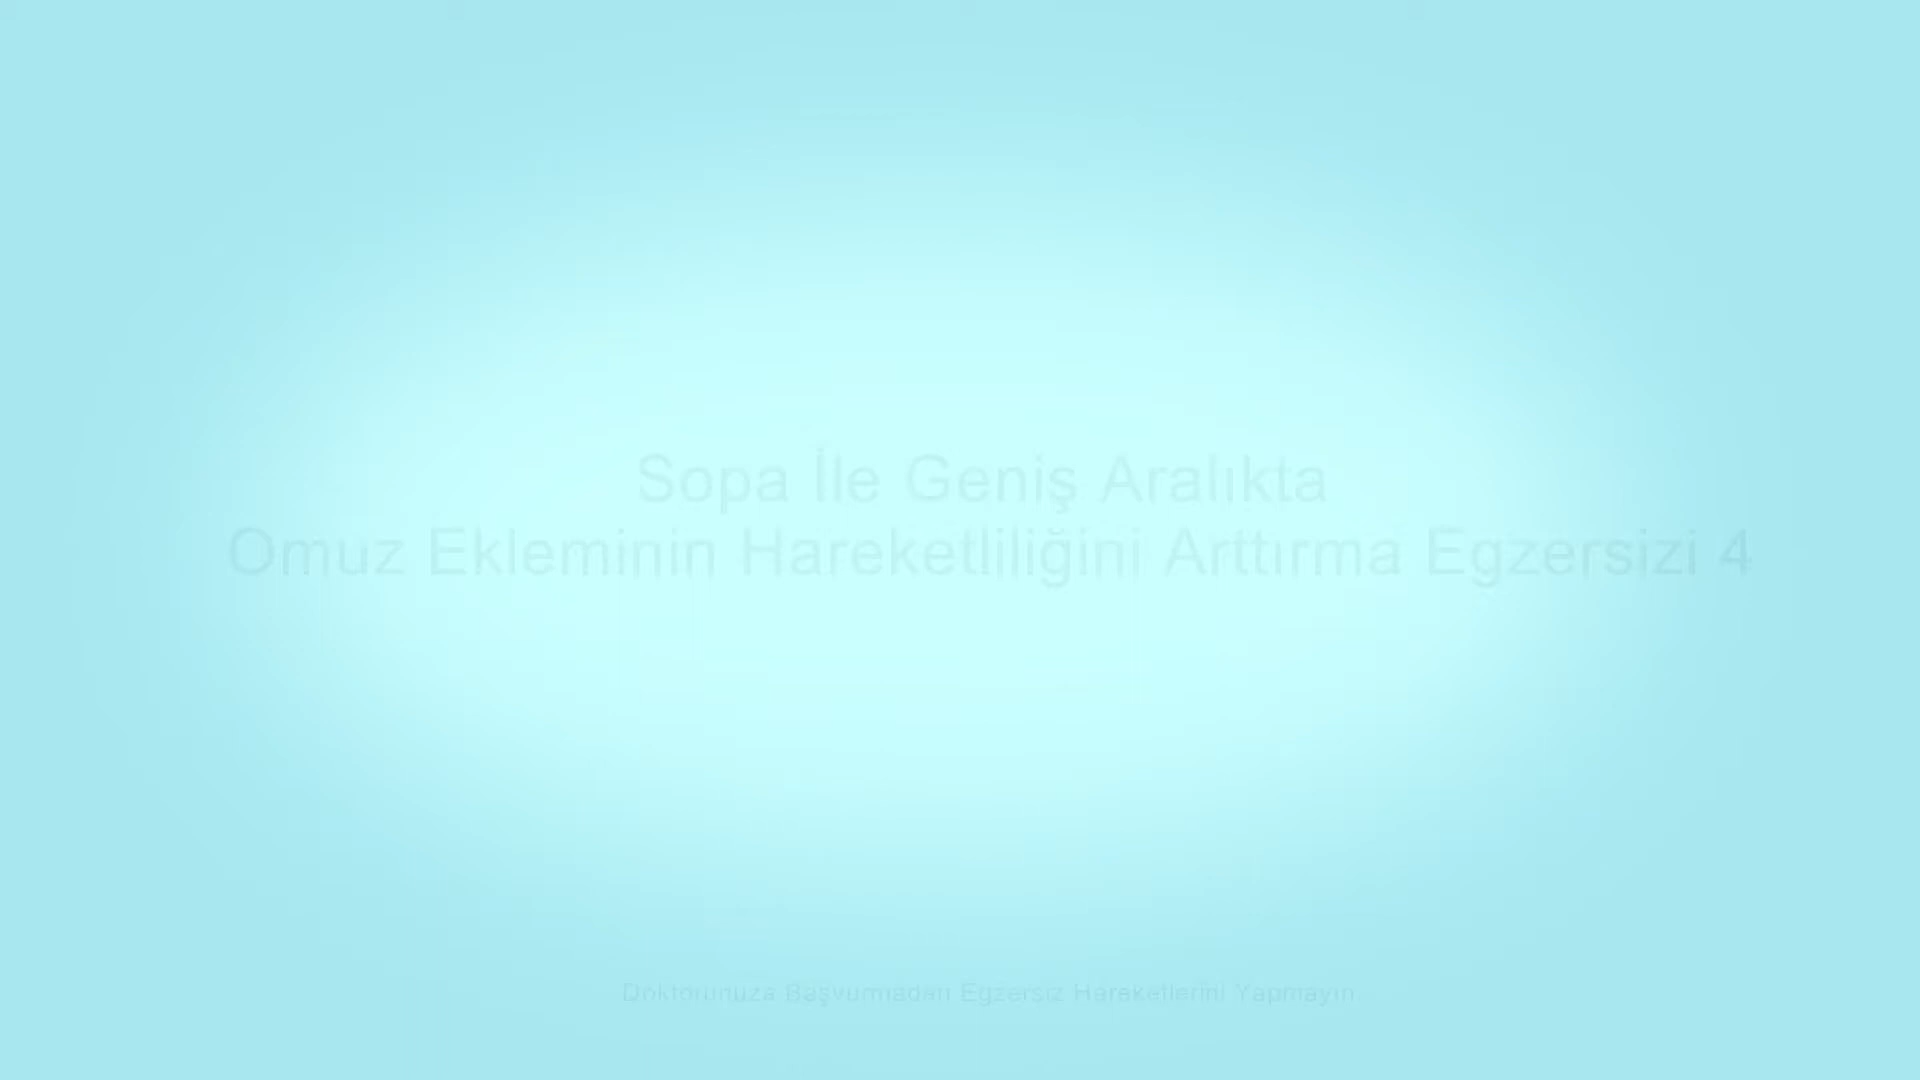 Sopa İle Geniş Aralıkta
Omuz Ekleminin Hareketliliğini Arttırma Egzersizi 4
Doktorunuza Başvurmadan Egzersiz Hareketlerini Yapmayın